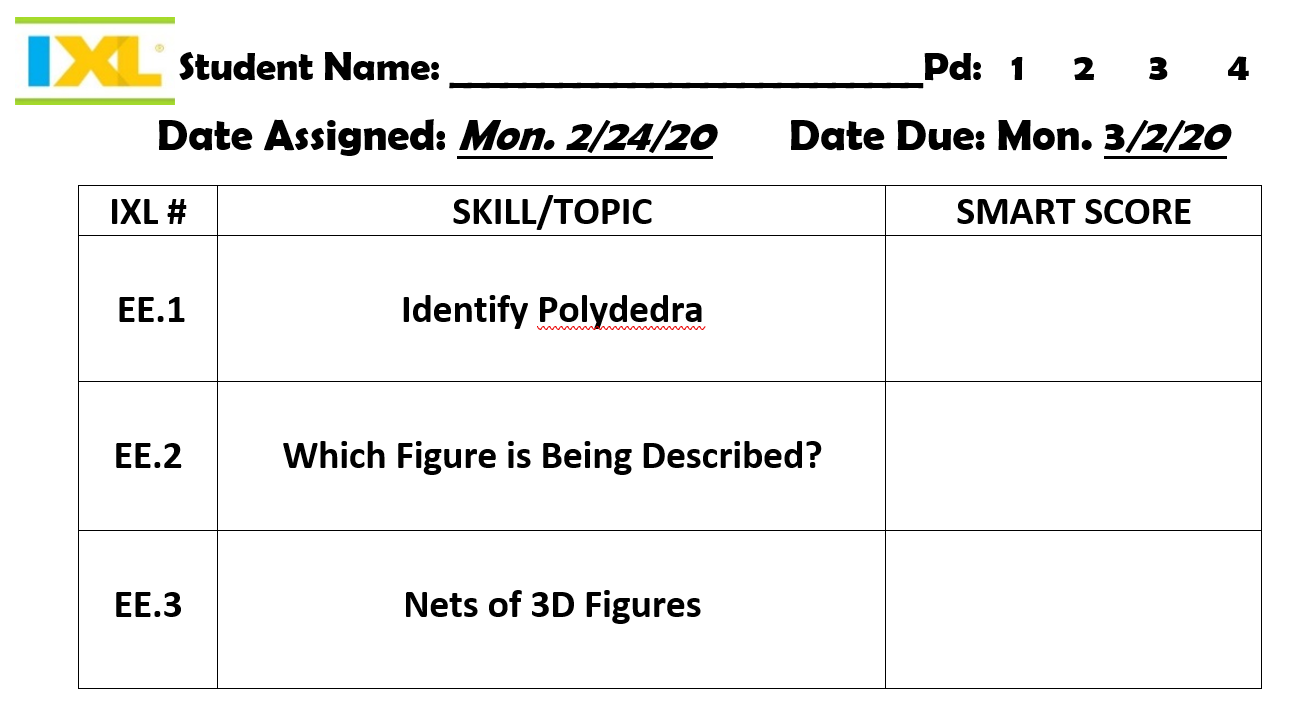 IXL® Student Name: __________________________Pd: 1 2 3 4
Date Assigned: Mon. 2/24/20 Date Due: Mon. 3/2/20
IXL # SKILL/TOPIC SMART SCORE
EE.1 Identify Polydedra
EE.2 Which Figure is Being Described?
EE.3 Nets of 3D Figures